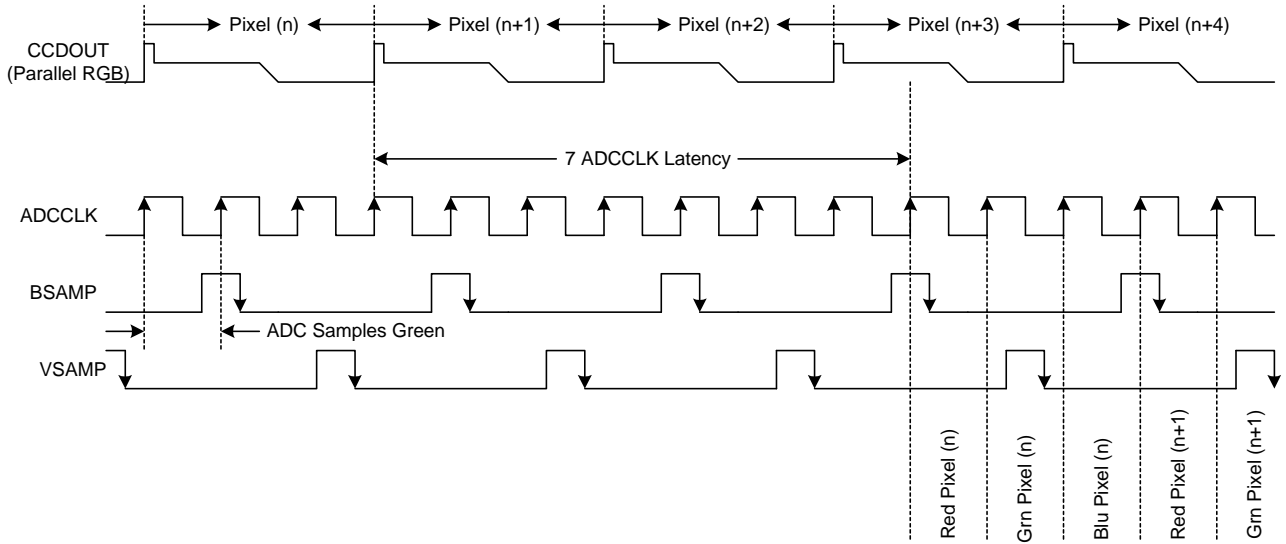 Pixel (n)
Pixel (n+1)
Pixel (n+2)
Pixel (n+3)
Pixel (n+4)
CCDOUT
(Parallel RGB)
7 ADCCLK Latency
ADCCLK
BSAMP
ADC Samples Green
VSAMP
Red Pixel (n)
Grn Pixel (n)
Blu Pixel (n)
Red Pixel (n+1)
Grn Pixel (n+1)